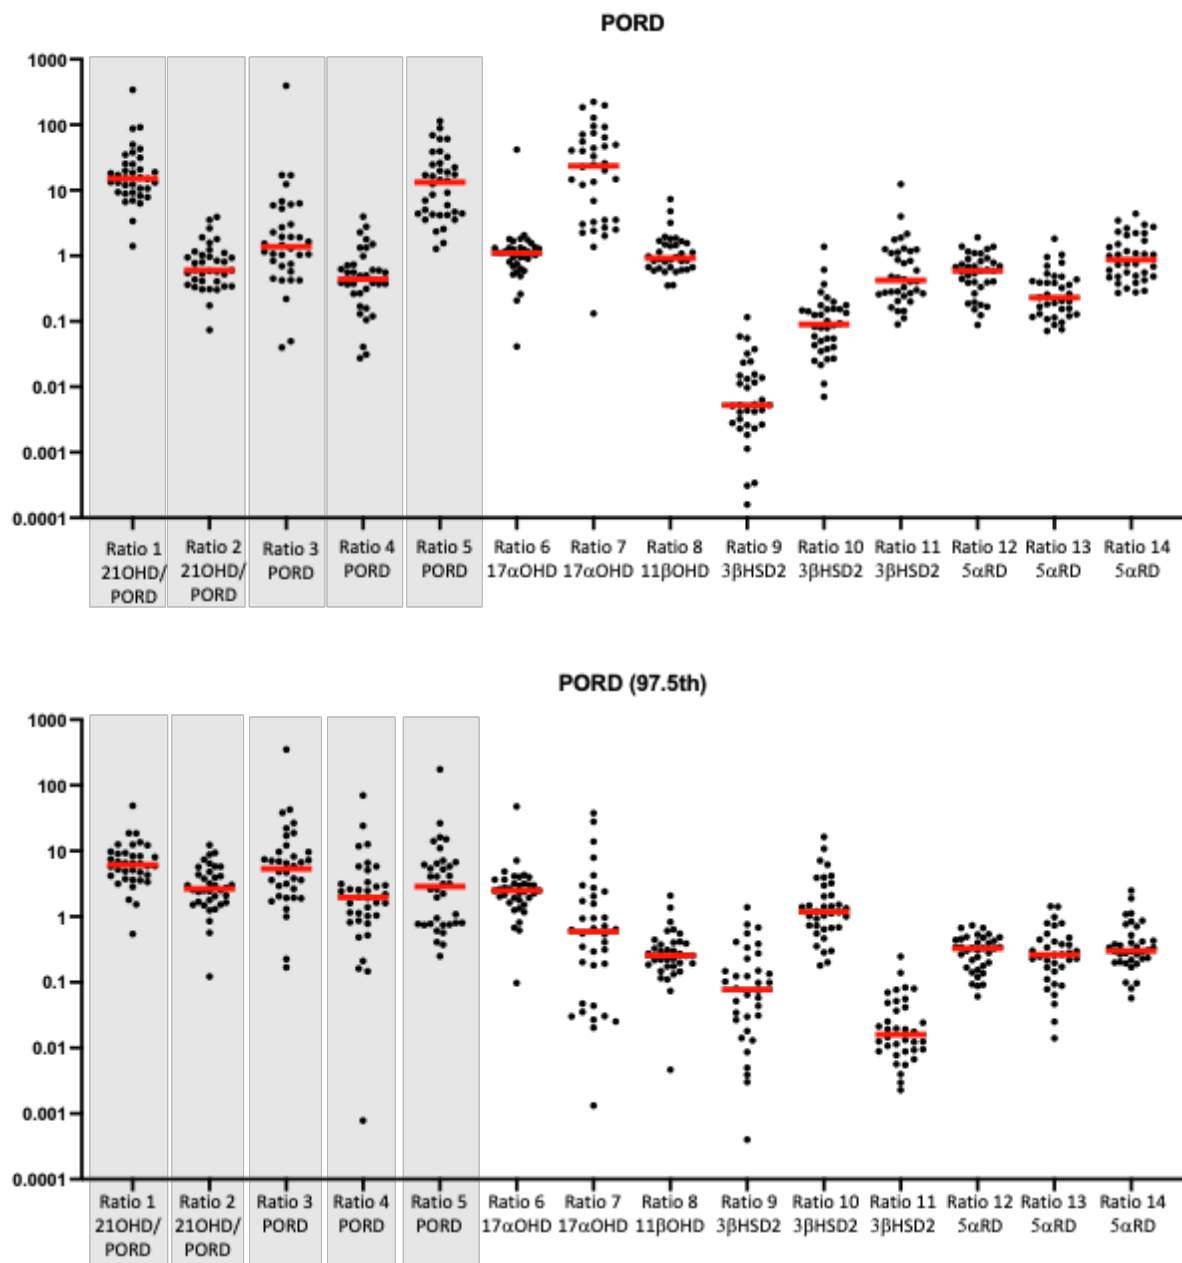 PORD
1000
100
10
1
0.1
0.01
0.001
0.0001
Ratio 1 Ratio 2 Ratio 3 Ratio 4 Ratio 5 Ratio 6 Ratio 7 Ratio 8 Ratio 9 Ratio 10 Ratio 11 Ratio 12 Ratio 13 Ratio 14
21OHD/ 21OHD/ PORD PORD PORD 17αOHD 17αOHD 11βOHD 3βHSD2 3βHSD2 3βHSD2 5αRD 5αRD 5αRD
PORD PORD
PORD (97.5th)
1000
100
10
1
0.1
0.01
0.001
0.0001
Ratio 1 Ratio 2 Ratio 3 Ratio 4 Ratio 5 Ratio 6 Ratio 7 Ratio 8 Ratio 9 Ratio 10 Ratio 11 Ratio 12 Ratio 13 Ratio 14
21OHD/ 21OHD/ PORD PORD PORD 17αOHD 17αOHD 11βOHD 3βHSD2 3βHSD2 3βHSD2 5αRD 5αRD 5αRD
PORD PORD